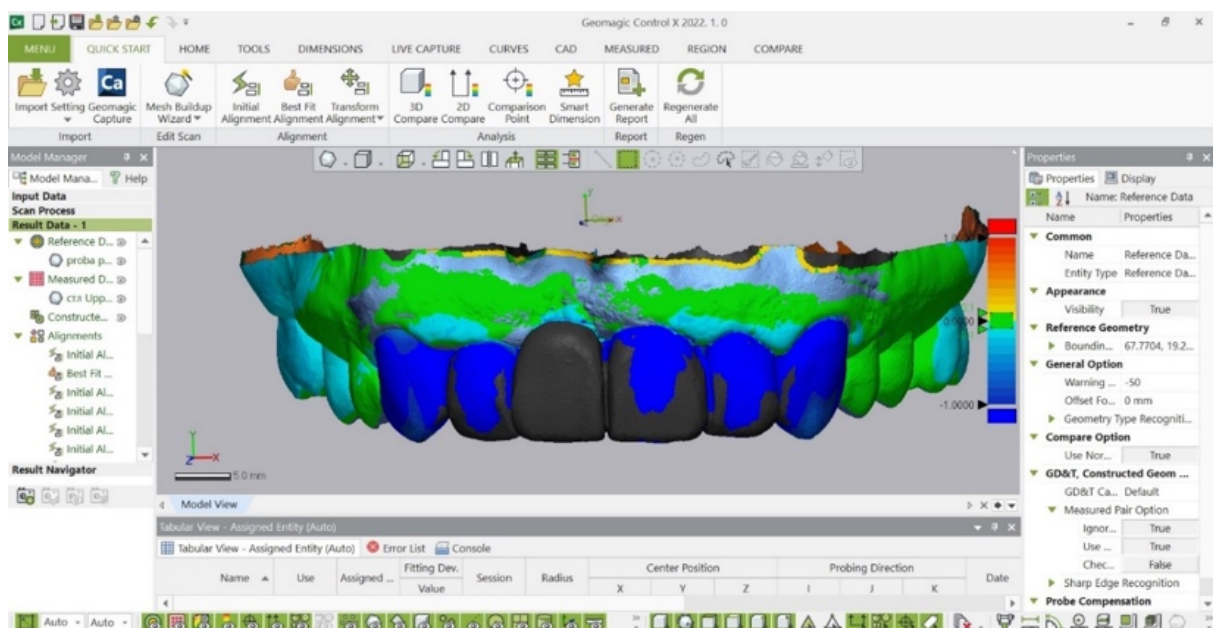 Geomagic Control X 2022. 1. 0
MENU QUICK START HOME TOOLS DIMENSIONS LIVE CAPTURE CURVES CAD MEASURED REGION COMPARE
Import Setting Geomagic Capture Mesh Buildup Wizard Initial Alignment Best Fit Alignment Transform Alignment 3D Compare 2D Compare Comparison Point Smart Dimension Generate Report Regenerate All
Import Edit Scan Alignment Analysis Report Regen
Model Manager
Model Mana... Help
Input Data
Scan Process
Result Data - 1
Reference D...
proba p...
Measured D...
стл Upp...
Constructe...
Alignments
Initial Al...
Best Fit ...
Initial Al...
Initial Al...
Initial Al...
Initial Al...
Result Navigator
Y
X
Y
X
Z
5.0 mm
0.0000
-1.0000
Model View
Tabular View - Assigned Entity (Auto)
Tabular View - Assigned Entity (Auto) Error List Console
Name Use Assigned ... Fitting Dev. Session Radius Center Position Probing Direction Date
Value X Y Z I J K
Auto Auto
Properties
Properties Display
Name: Reference Data
Name Properties
Common
Name Reference Da...
Entity Type Reference Da...
Appearance
Visibility True
Reference Geometry
Boundin... 67.7704, 19.2...
General Option
Warning ... -50
Offset Fo... 0 mm
Geometry Type Recogniti...
Compare Option
Use Nor... True
GD&T, Constructed Geom ...
GD&T Ca... Default
Measured Pair Option
Ignor... True
Use ... True
Chec... False
Sharp Edge Recognition
Probe Compensation